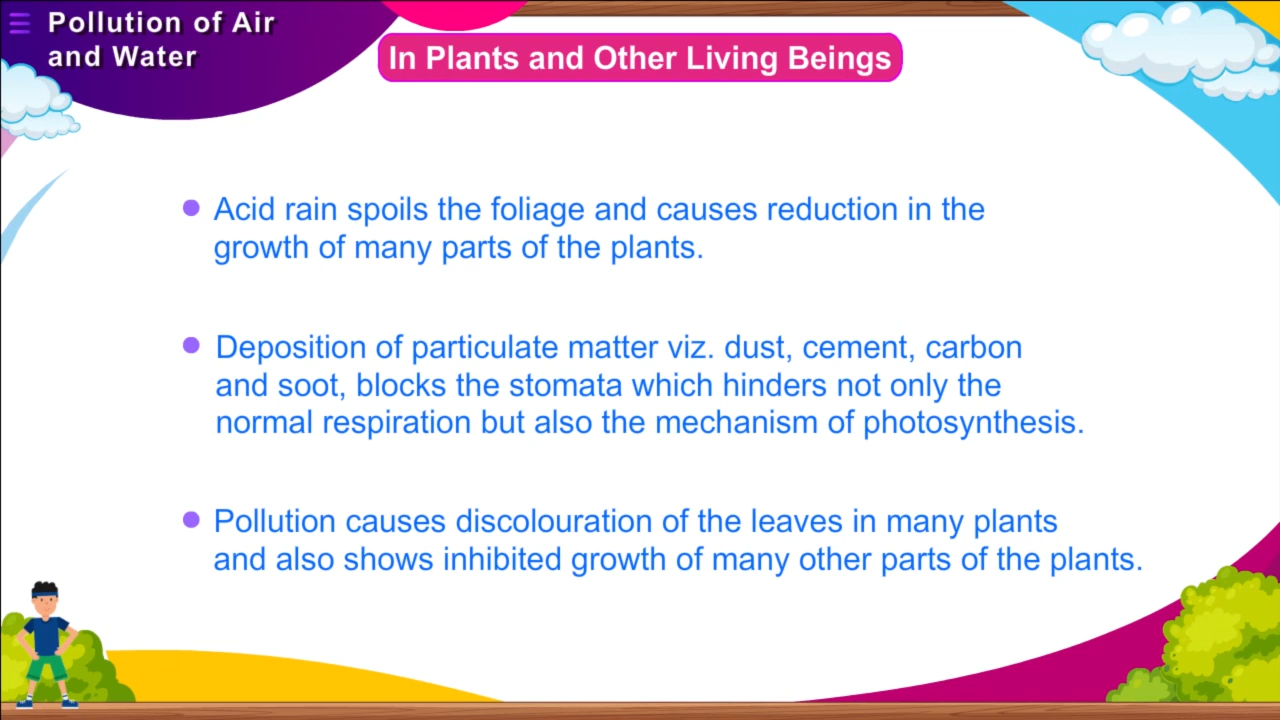 Pollution of Air
and Water
In Plants and Other Living Beings
Acid rain spoils the foliage and causes reduction in the
growth of many parts of the plants.
Deposition of particulate matter viz. dust, cement, carbon
and soot, blocks the stomata which hinders not only the
normal respiration but also the mechanism of photosynthesis.
Pollution causes discolouration of the leaves in many plants
and also shows inhibited growth of many other parts of the plants.